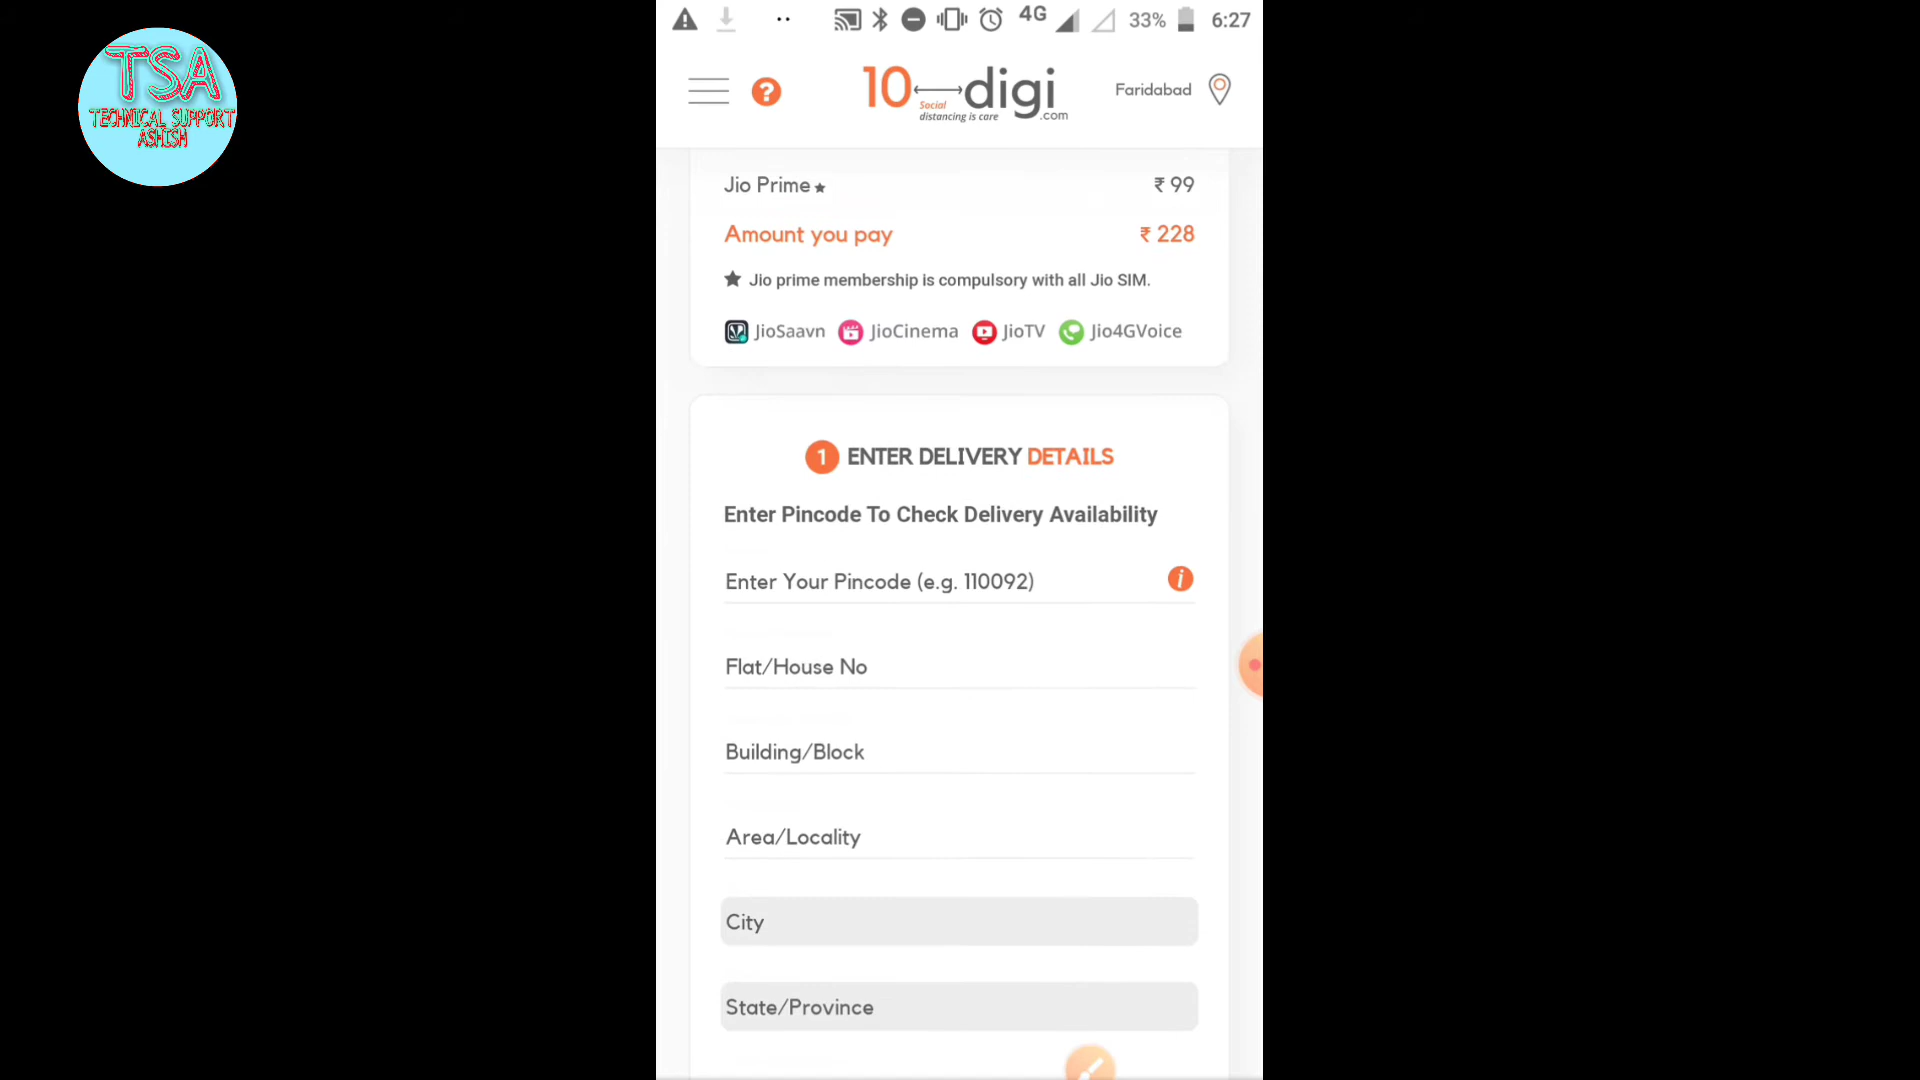 TSA
TECHNICAL SUPPORT
ASHISH
4G 33% 6:27
? 10 digi .com
Social
distancing is care
Faridabad
Jio Prime★ ₹ 99
Amount you pay ₹ 228
★ Jio prime membership is compulsory with all Jio SIM.
JioSaavn JioCinema JioTV Jio4GVoice
1 ENTER DELIVERY DETAILS
Enter Pincode To Check Delivery Availability
Enter Your Pincode (e.g. 110092) i
Flat/House No
Building/Block
Area/Locality
City
State/Province